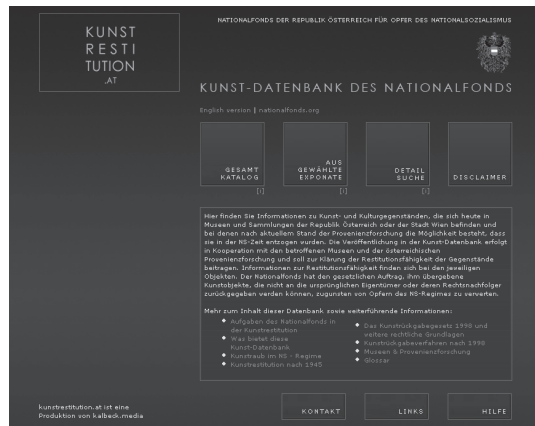 KUNST
RESTI
TUTION
.AT
NATIONALFONDS DER REPUBLIK ÖSTERREICH FÜR OPFER DES NATIONALSOZIALISMUS
KUNST-DATENBANK DES NATIONALFONDS
English version | nationalfonds.org
GESAMT
KATALOG
[i]
AUS
GEWÄHLTE
EXPONATE
[i]
DETAIL
SUCHE
[i]
DISCLAIMER
Hier finden Sie Informationen zu Kunst- und Kulturgegenständen, die sich heute in
Museen und Sammlungen der Republik Österreich oder der Stadt Wien befinden und
bei denen nach aktuellem Stand der Provenienzforschung die Möglichkeit besteht, dass
sie in der NS-Zeit entzogen wurden. Die Veröffentlichung in der Kunst-Datenbank erfolgt
in Kooperation mit den betroffenen Museen und der österreichischen
Provenienzforschung und soll zur Klärung der Restitutionsfähigkeit der Gegenstände
beitragen. Informationen zur Restitutionsfähigkeit finden sich bei den jeweiligen
Objekten. Der Nationalfonds hat den gesetzlichen Auftrag, ihm übergebene
Kunstobjekte, die nicht an die ursprünglichen Eigentümer oder deren Rechtsnachfolger
zurückgegeben werden können, zugunsten von Opfern des NS-Regimes zu verwerten.
Mehr zum Inhalt dieser Datenbank sowie weiterführende Informationen:
Aufgaben des Nationalfonds in
der Kunstrestitution
Was bietet diese
Kunst-Datenbank
Kunstraub im NS - Regime
Kunstrestitution nach 1945
Das Kunstrückgabegesetz 1998 und
weitere rechtliche Grundlagen
Kunstrückgabeverfahren nach 1998
Museen & Provenienzforschung
Glossar
kunstrestitution.at ist eine
Produktion von kalbeck.media
KONTAKT
LINKS
HILFE